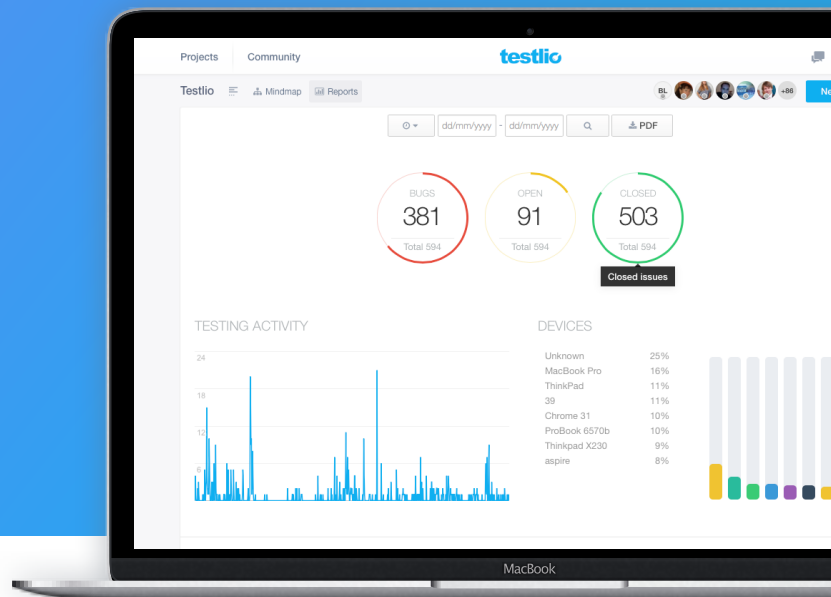 Projects Community testlio
Testlio Mindmap Reports BL +86 Ne
dd/mm/yyyy - dd/mm/yyyy PDF
BUGS OPEN CLOSED
381 91 503
Total 594 Total 594 Total 594
Closed issues
TESTING ACTIVITY
24
18
12
6
DEVICES
Unknown 25%
MacBook Pro 16%
ThinkPad 11%
39 11%
Chrome 31 10%
ProBook 6570b 10%
Thinkpad X230 9%
aspire 8%
MacBook